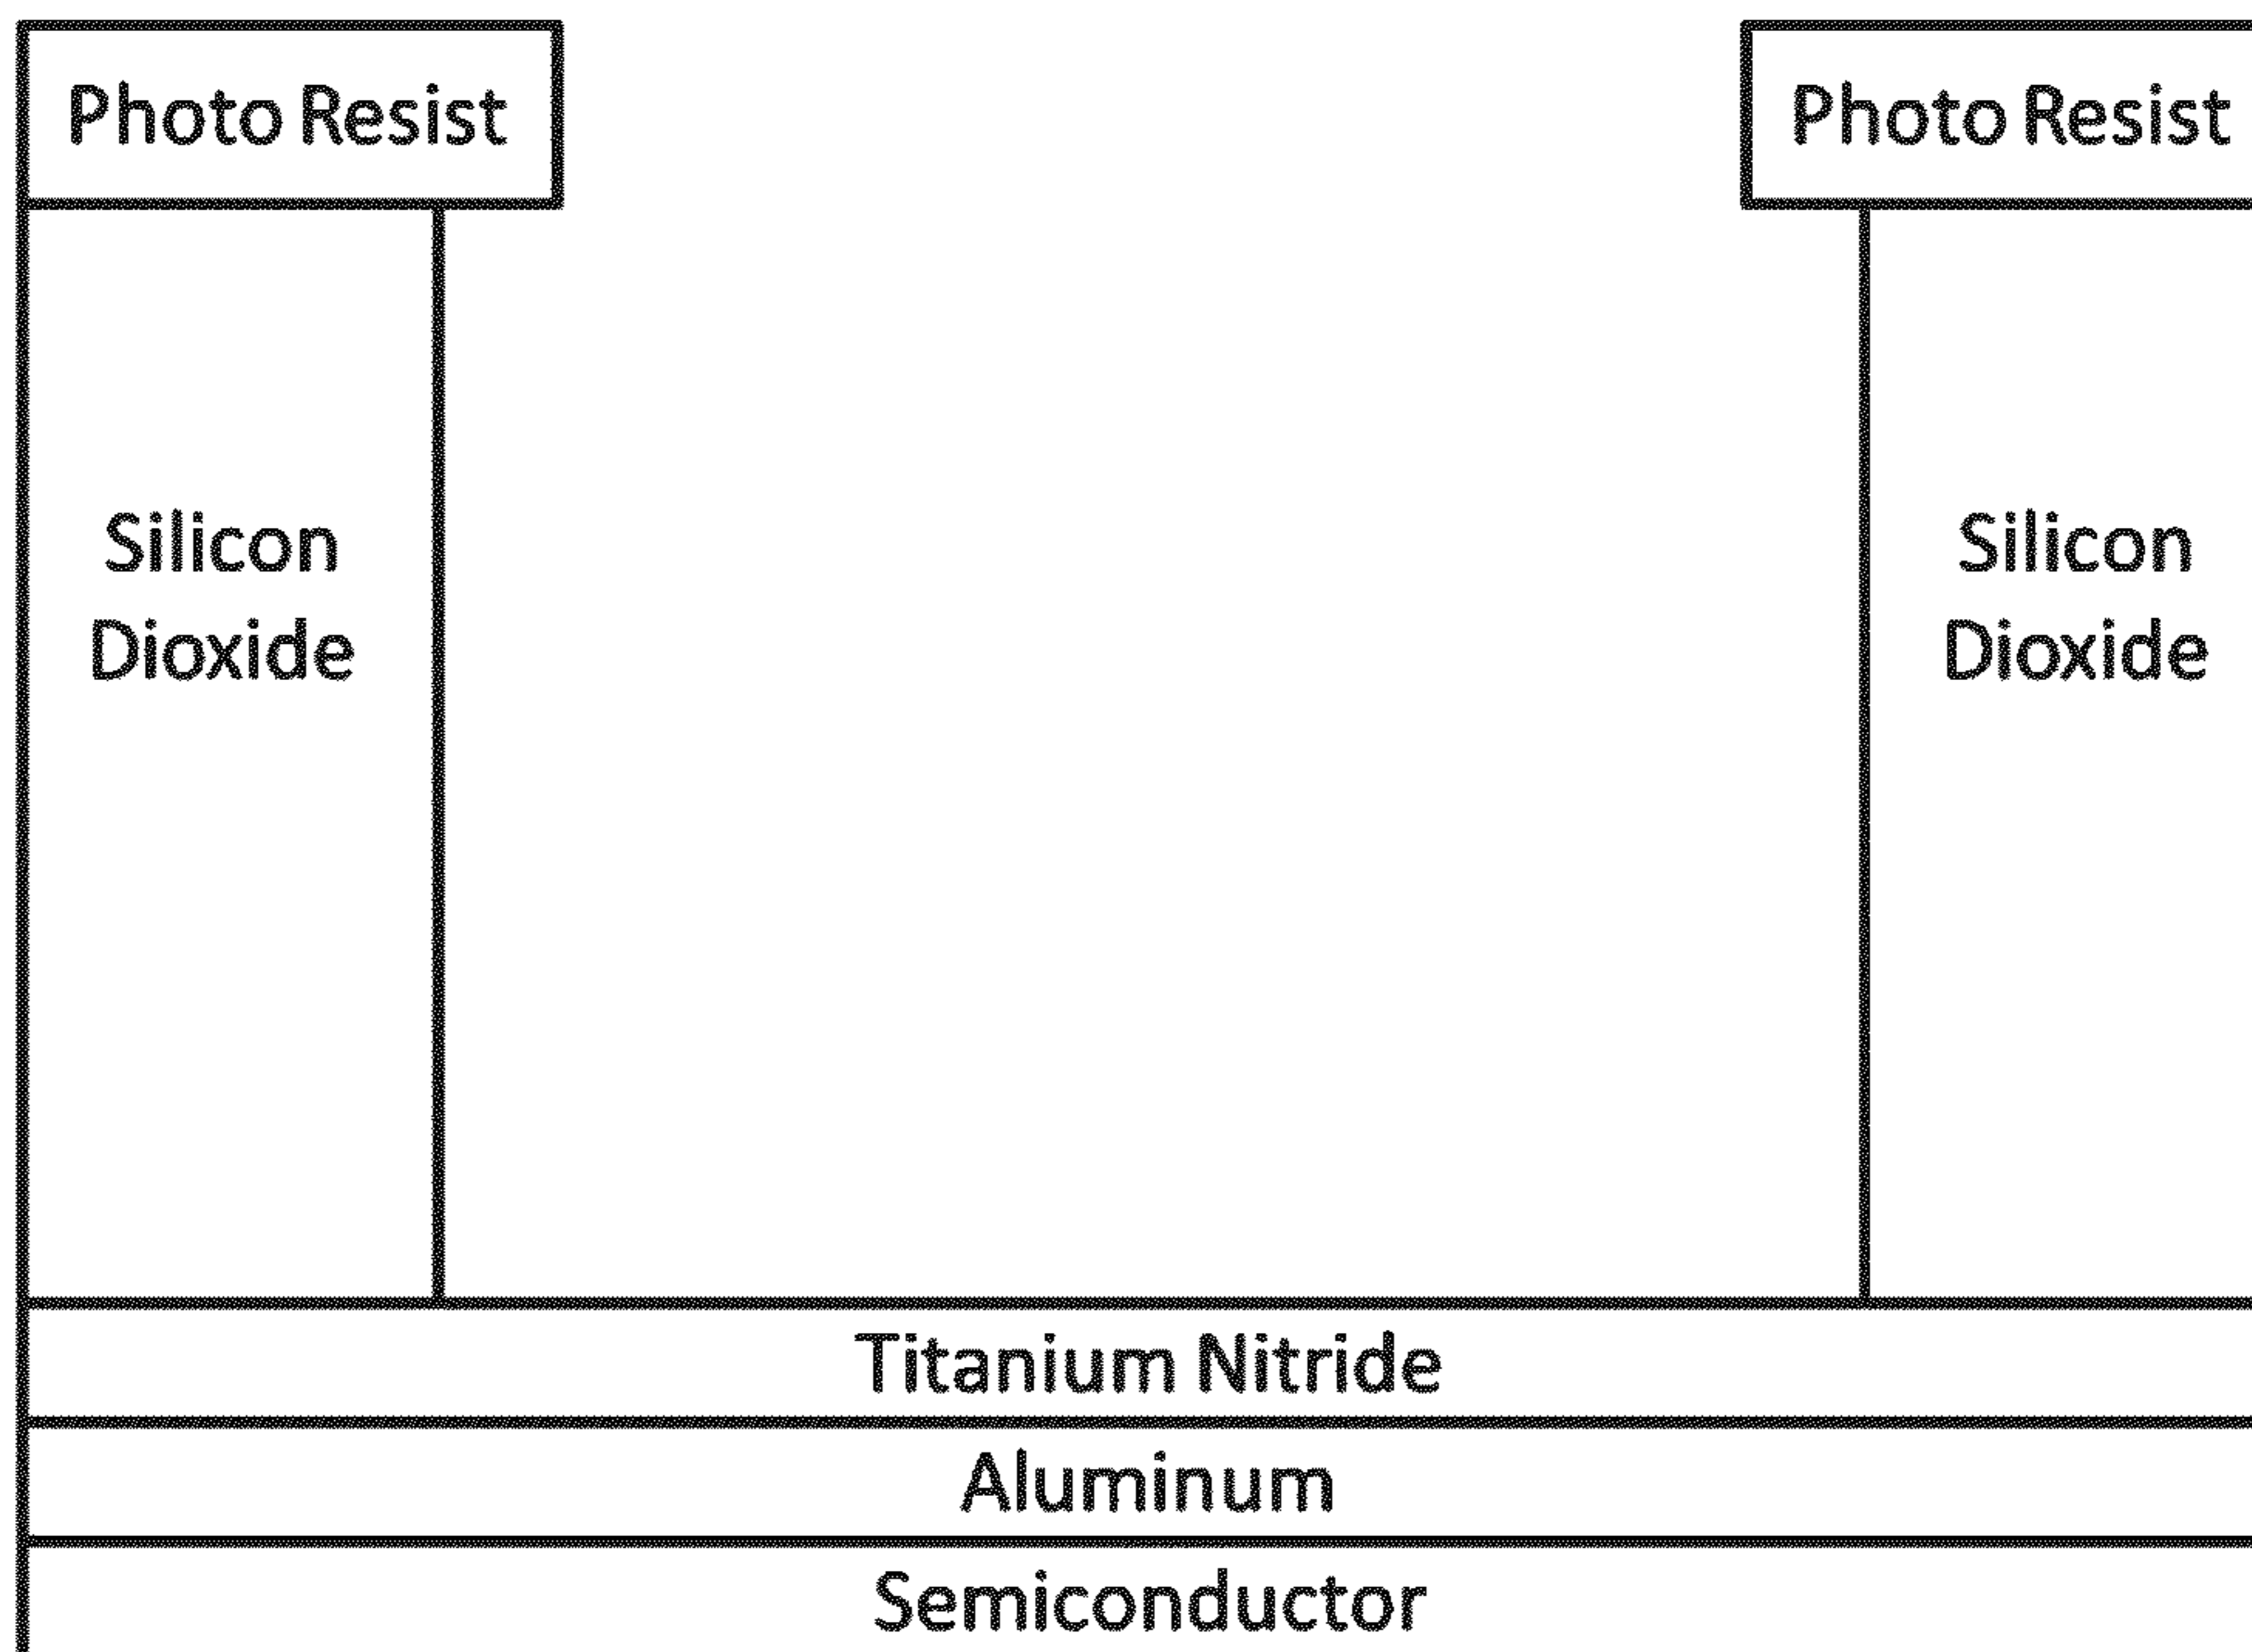 Photo Resist
Photo Resist
Silicon
Dioxide
Silicon
Dioxide
Titanium Nitride
Aluminum
Semiconductor